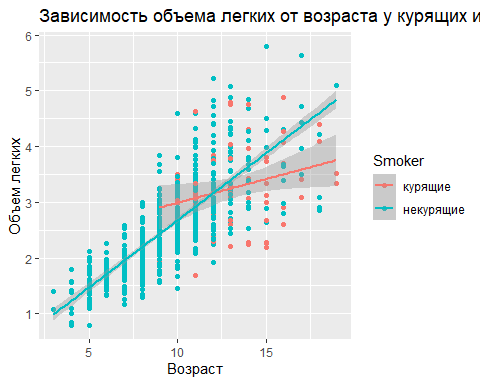 Зависимость объема легких от возраста у курящих и
6
5
4
3
2
1
Объем легких
5
10
15
Возраст
Smoker
курящие
некурящие